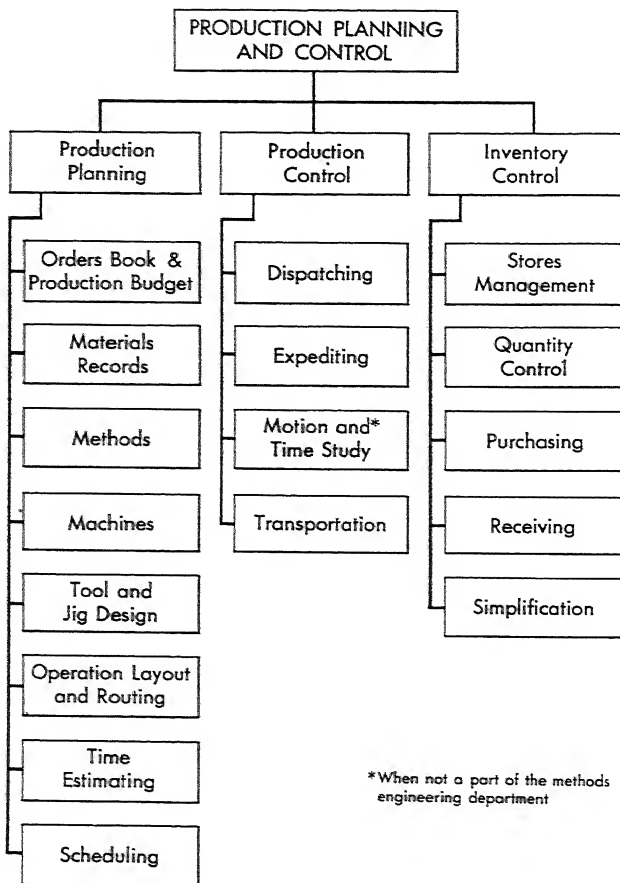 PRODUCTION PLANNING
AND CONTROL
Production
Planning
Orders Book &
Production Budget
Materials
Records
Methods
Machines
Tool and
Jig Design
Operation Layout
and Routing
Time
Estimating
Scheduling
Production
Control
Dispatching
Expediting
Motion and*
Time Study
Transportation
Inventory
Control
Stores
Management
Quantity
Control
Purchasing
Receiving
Simplification
*When not a part of the methods
engineering department